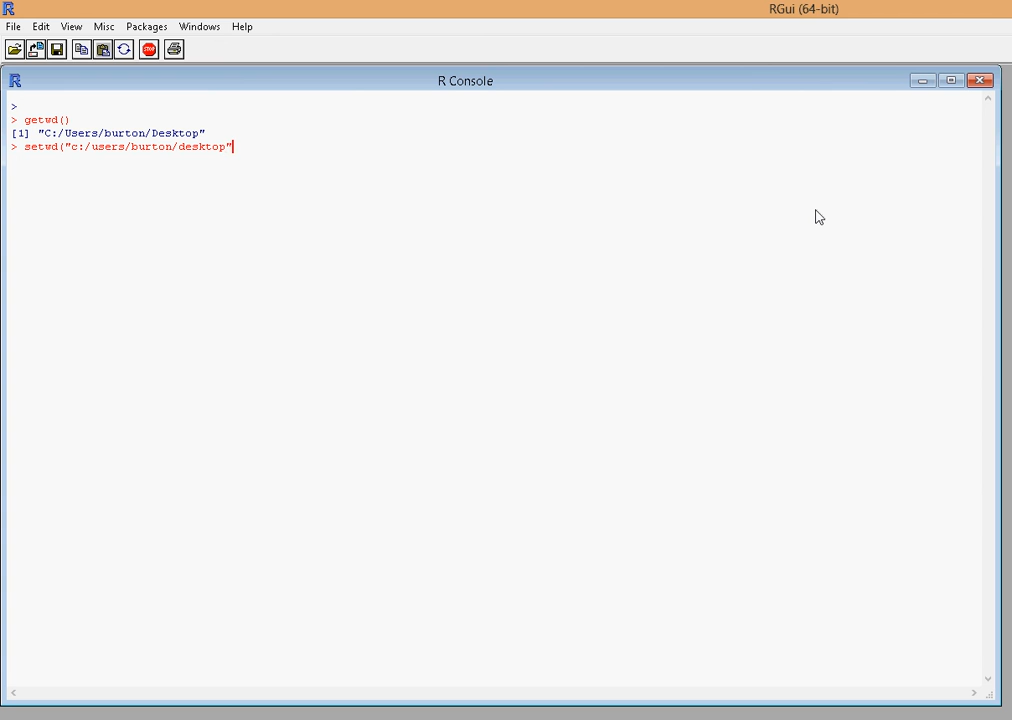 RGui (64-bit)
File Edit View Misc Packages Windows Help
STOP
R Console
>
> getwd()
[1] "C:/Users/burton/Desktop"
> setwd("c:/users/burton/desktop"